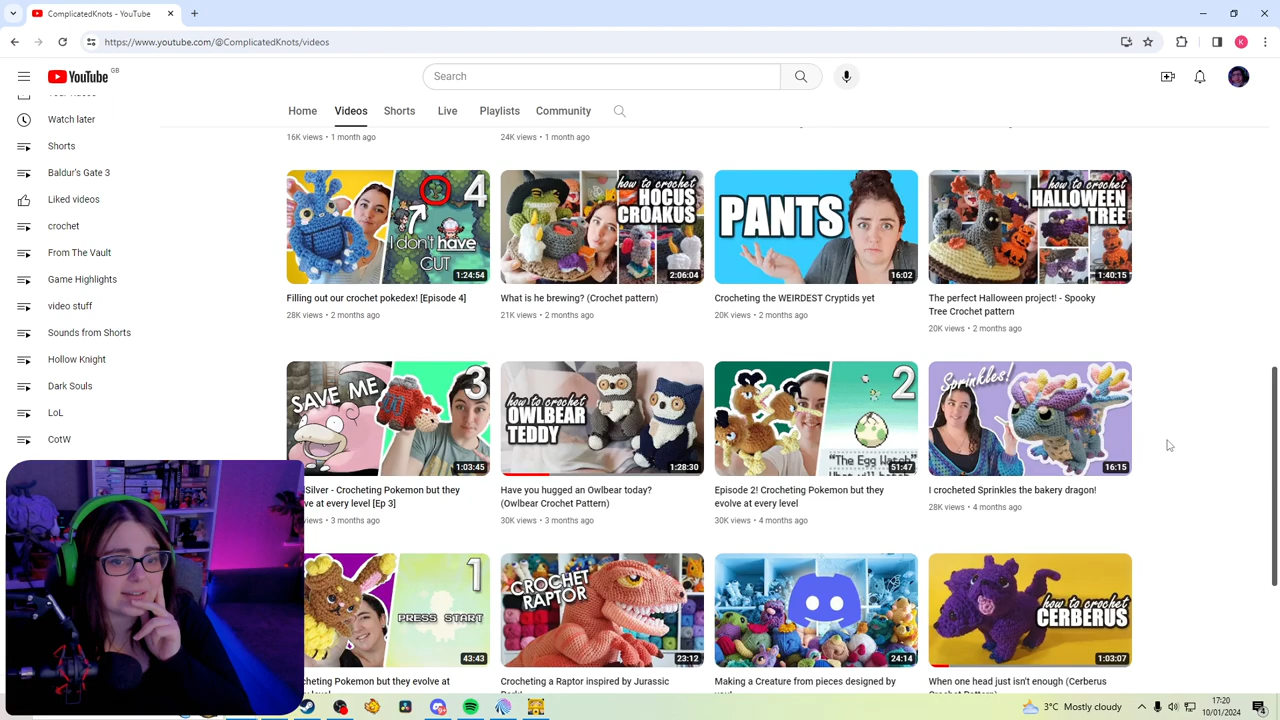 ComplicatedKnots - YouTube
https://www.youtube.com/@ComplicatedKnots/videos
K
YouTube GB
Search
Home Videos Shorts Live Playlists Community
Watch later
Shorts
Baldur's Gate 3
Liked videos
crochet
From The Vault
Game Highlights
video stuff
Sounds from Shorts
Hollow Knight
Dark Souls
LoL
CotW
16K views • 1 month ago
24K views • 1 month ago
4
I don't have
CUT
1:24:54
how to crochet
HOCUS
CROAKUS
2:06:04
PANTS
16:02
how to crochet
HALLOWEEN
TREE
1:40:15
Filling out our crochet pokedex! [Episode 4]
28K views • 2 months ago
What is he brewing? (Crochet pattern)
21K views • 2 months ago
Crocheting the WEIRDEST Cryptids yet
20K views • 2 months ago
The perfect Halloween project! - Spooky
Tree Crochet pattern
20K views • 2 months ago
SAVE ME
3
1:03:45
how to crochet
OWLBEAR
TEDDY
1:28:30
2
"The Egg Hatch"
51:47
Sprinkles!
16:15
Silver - Crocheting Pokemon but they
ve at every level [Ep 3]
views • 3 months ago
Have you hugged an Owlbear today?
(Owlbear Crochet Pattern)
30K views • 3 months ago
Episode 2! Crocheting Pokemon but they
evolve at every level
30K views • 4 months ago
I crocheted Sprinkles the bakery dragon!
28K views • 4 months ago
1
PRESS START
43:43
CROCHET
RAPTOR
23:12
24:14
how to crochet
CERBERUS
1:03:07
cheting Pokemon but they evolve at
Crocheting a Raptor inspired by Jurassic
Making a Creature from pieces designed by
When one head just isn't enough (Cerberus
3°C Mostly cloudy
17:20
10/01/2024
4